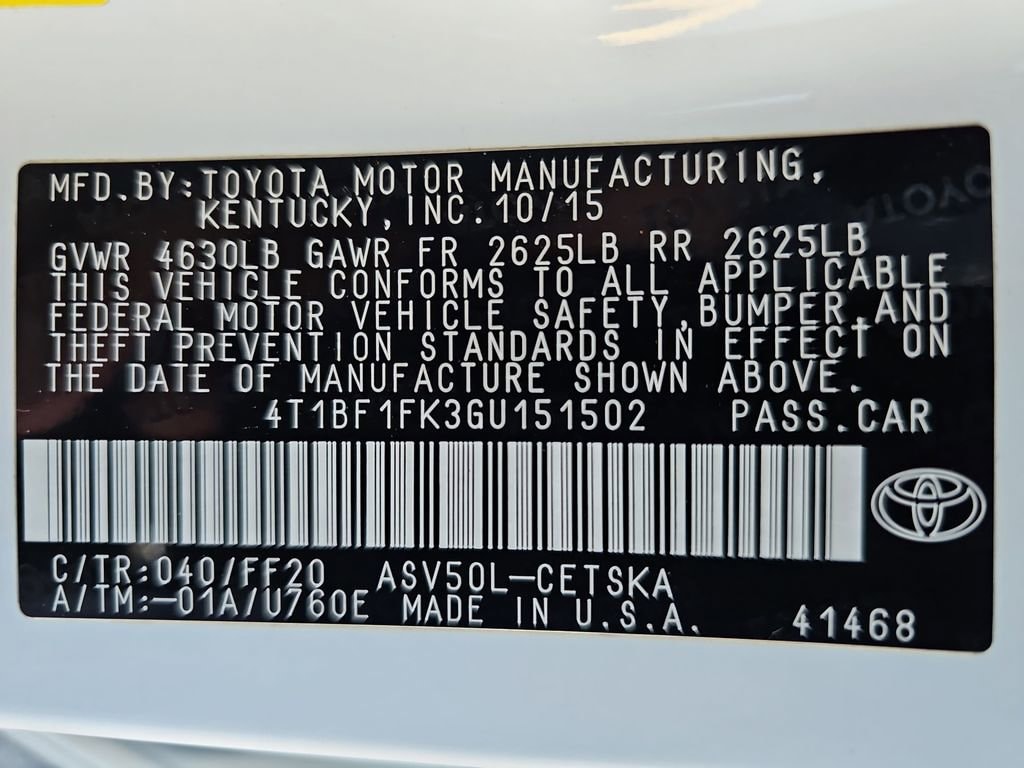 MFD.BY:TOYOTA MOTOR MANUFACTURING,
KENTUCKY,INC.10/15
GVWR 4630LB GAWR FR 2625LB RR 2625LB
THIS VEHICLE CONFORMS TO ALL APPLICABLE
FEDERAL MOTOR VEHICLE SAFETY,BUMPER,AND
THEFT PREVENTION STANDARDS IN EFFECT ON
THE DATE OF MANUFACTURE SHOWN ABOVE.
4T1BF1FK3GU151502 PASS.CAR
C/TR:040/FF20 ASV50L-CETSKA
A/TM:-01A/U760E MADE IN U.S.A. 41468